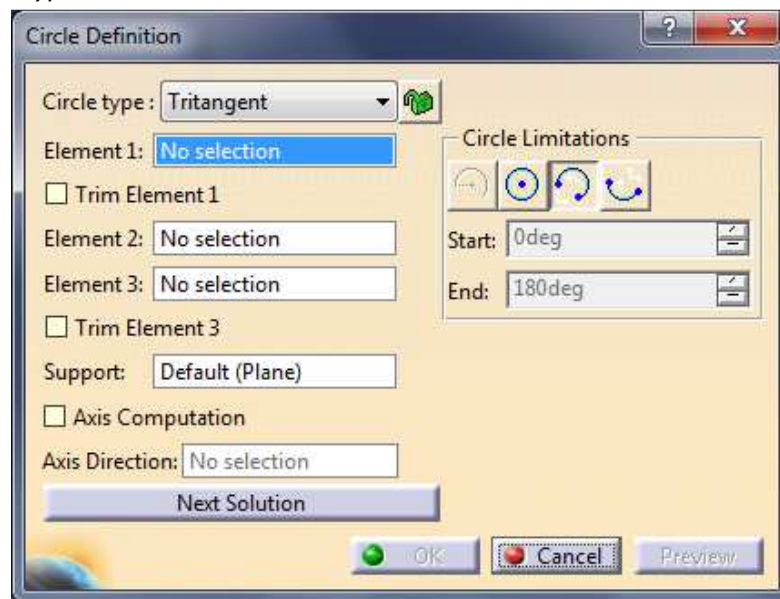 Circle Definition
?
X
Circle type : Tritangent
Element 1: No selection
Circle Limitations
Trim Element 1
Element 2: No selection
Start: 0deg
Element 3: No selection
End: 180deg
Trim Element 3
Support: Default (Plane)
Axis Computation
Axis Direction: No selection
Next Solution
OK
Cancel
Preview